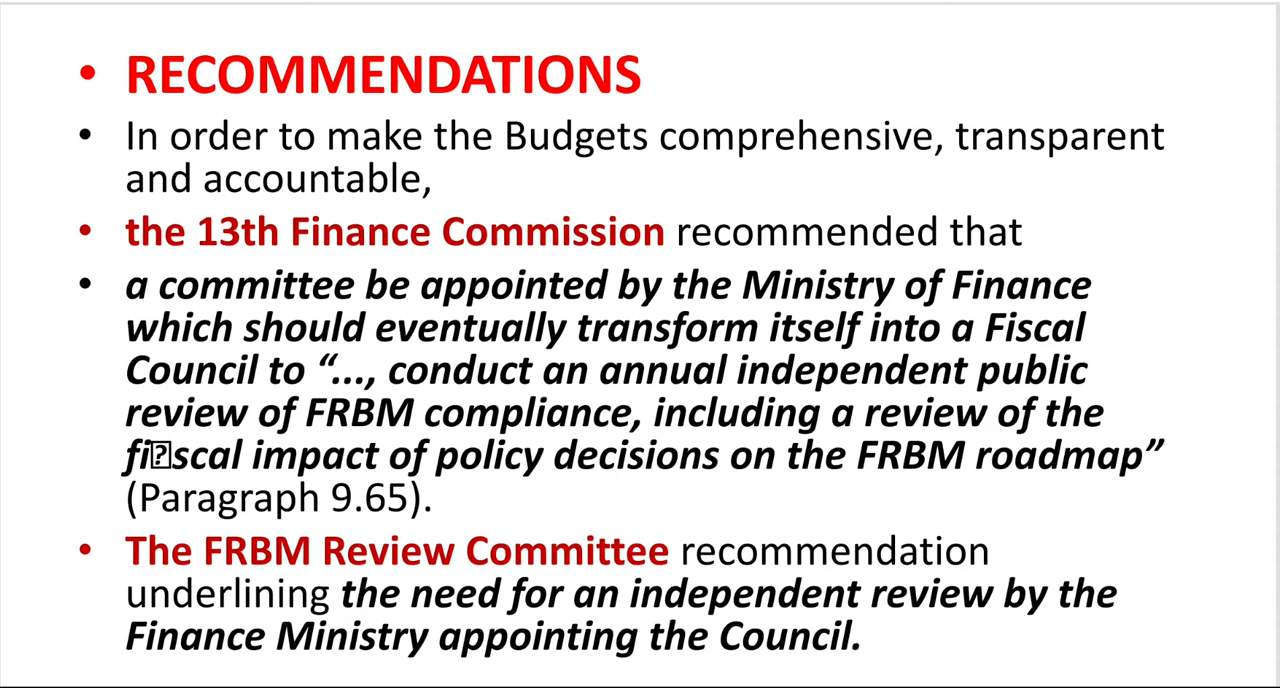 • RECOMMENDATIONS
• In order to make the Budgets comprehensive, transparent
and accountable,
• the 13th Finance Commission recommended that
• a committee be appointed by the Ministry of Finance
which should eventually transform itself into a Fiscal
Council to “..., conduct an annual independent public
review of FRBM compliance, including a review of the
fi⍰scal impact of policy decisions on the FRBM roadmap”
(Paragraph 9.65).
• The FRBM Review Committee recommendation
underlining the need for an independent review by the
Finance Ministry appointing the Council.